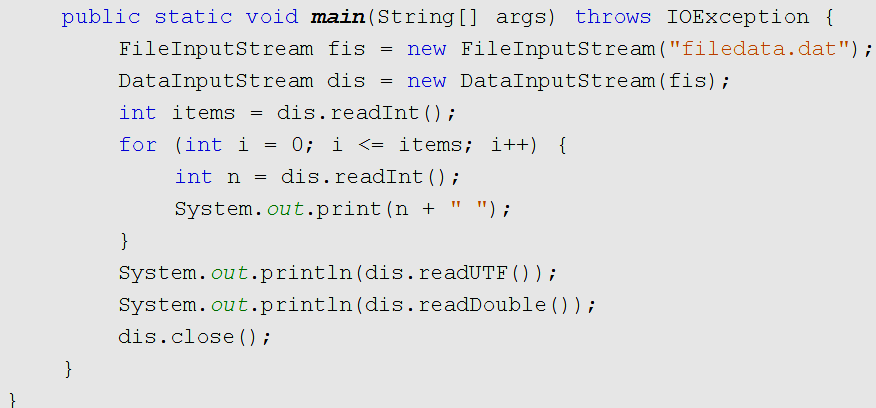 public static void main(String[] args) throws IOException {
FileInputStream fis = new FileInputStream("filedata.dat");
DataInputStream dis = new DataInputStream(fis);
int items = dis.readInt();
for (int i = 0; i <= items; i++) {
int n = dis.readInt();
System.out.print(n + " ");
}
System.out.println(dis.readUTF());
System.out.println(dis.readDouble());
dis.close();
}
}